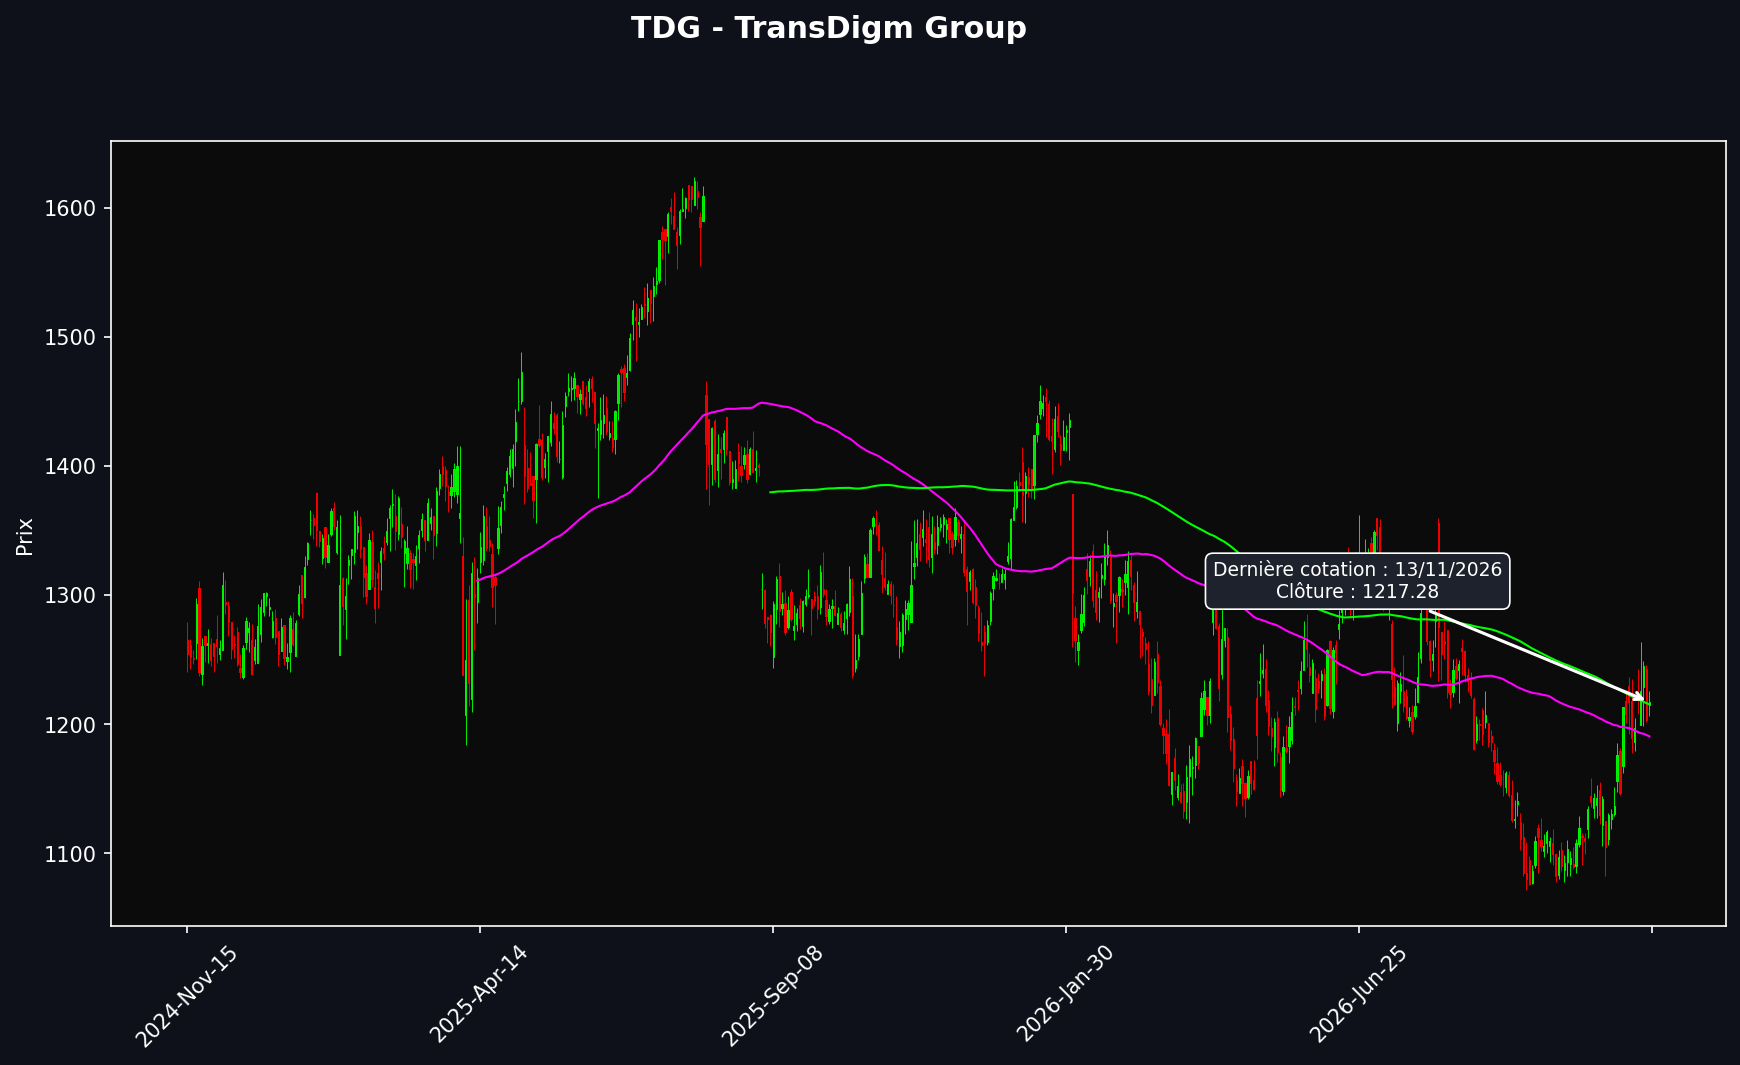 TDG - TransDigm Group
Prix
1600
1500
1400
1300
1200
1100
Dernière cotation : 13/11/2026
Clôture : 1217.28
2024-Nov-15
2025-Apr-14
2025-Sep-08
2026-Jan-30
2026-Jun-25